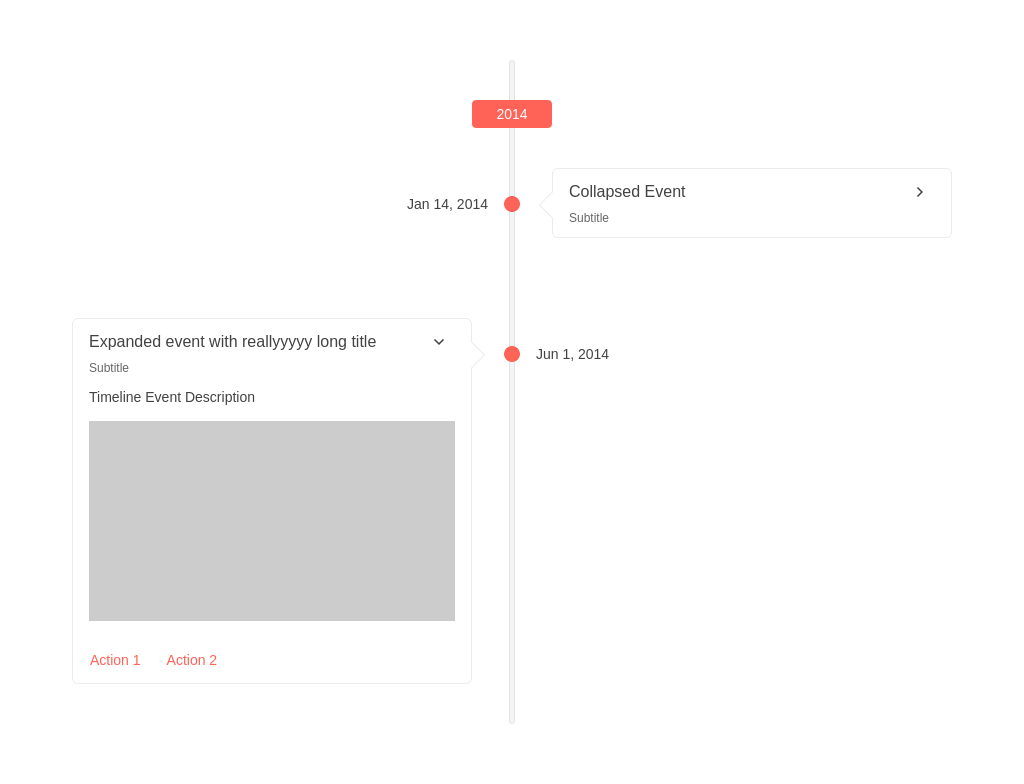 2014
Jan 14, 2014
Collapsed Event
Subtitle
Expanded event with reallyyyyy long title
Subtitle
Jun 1, 2014
Timeline Event Description
Action 1 Action 2